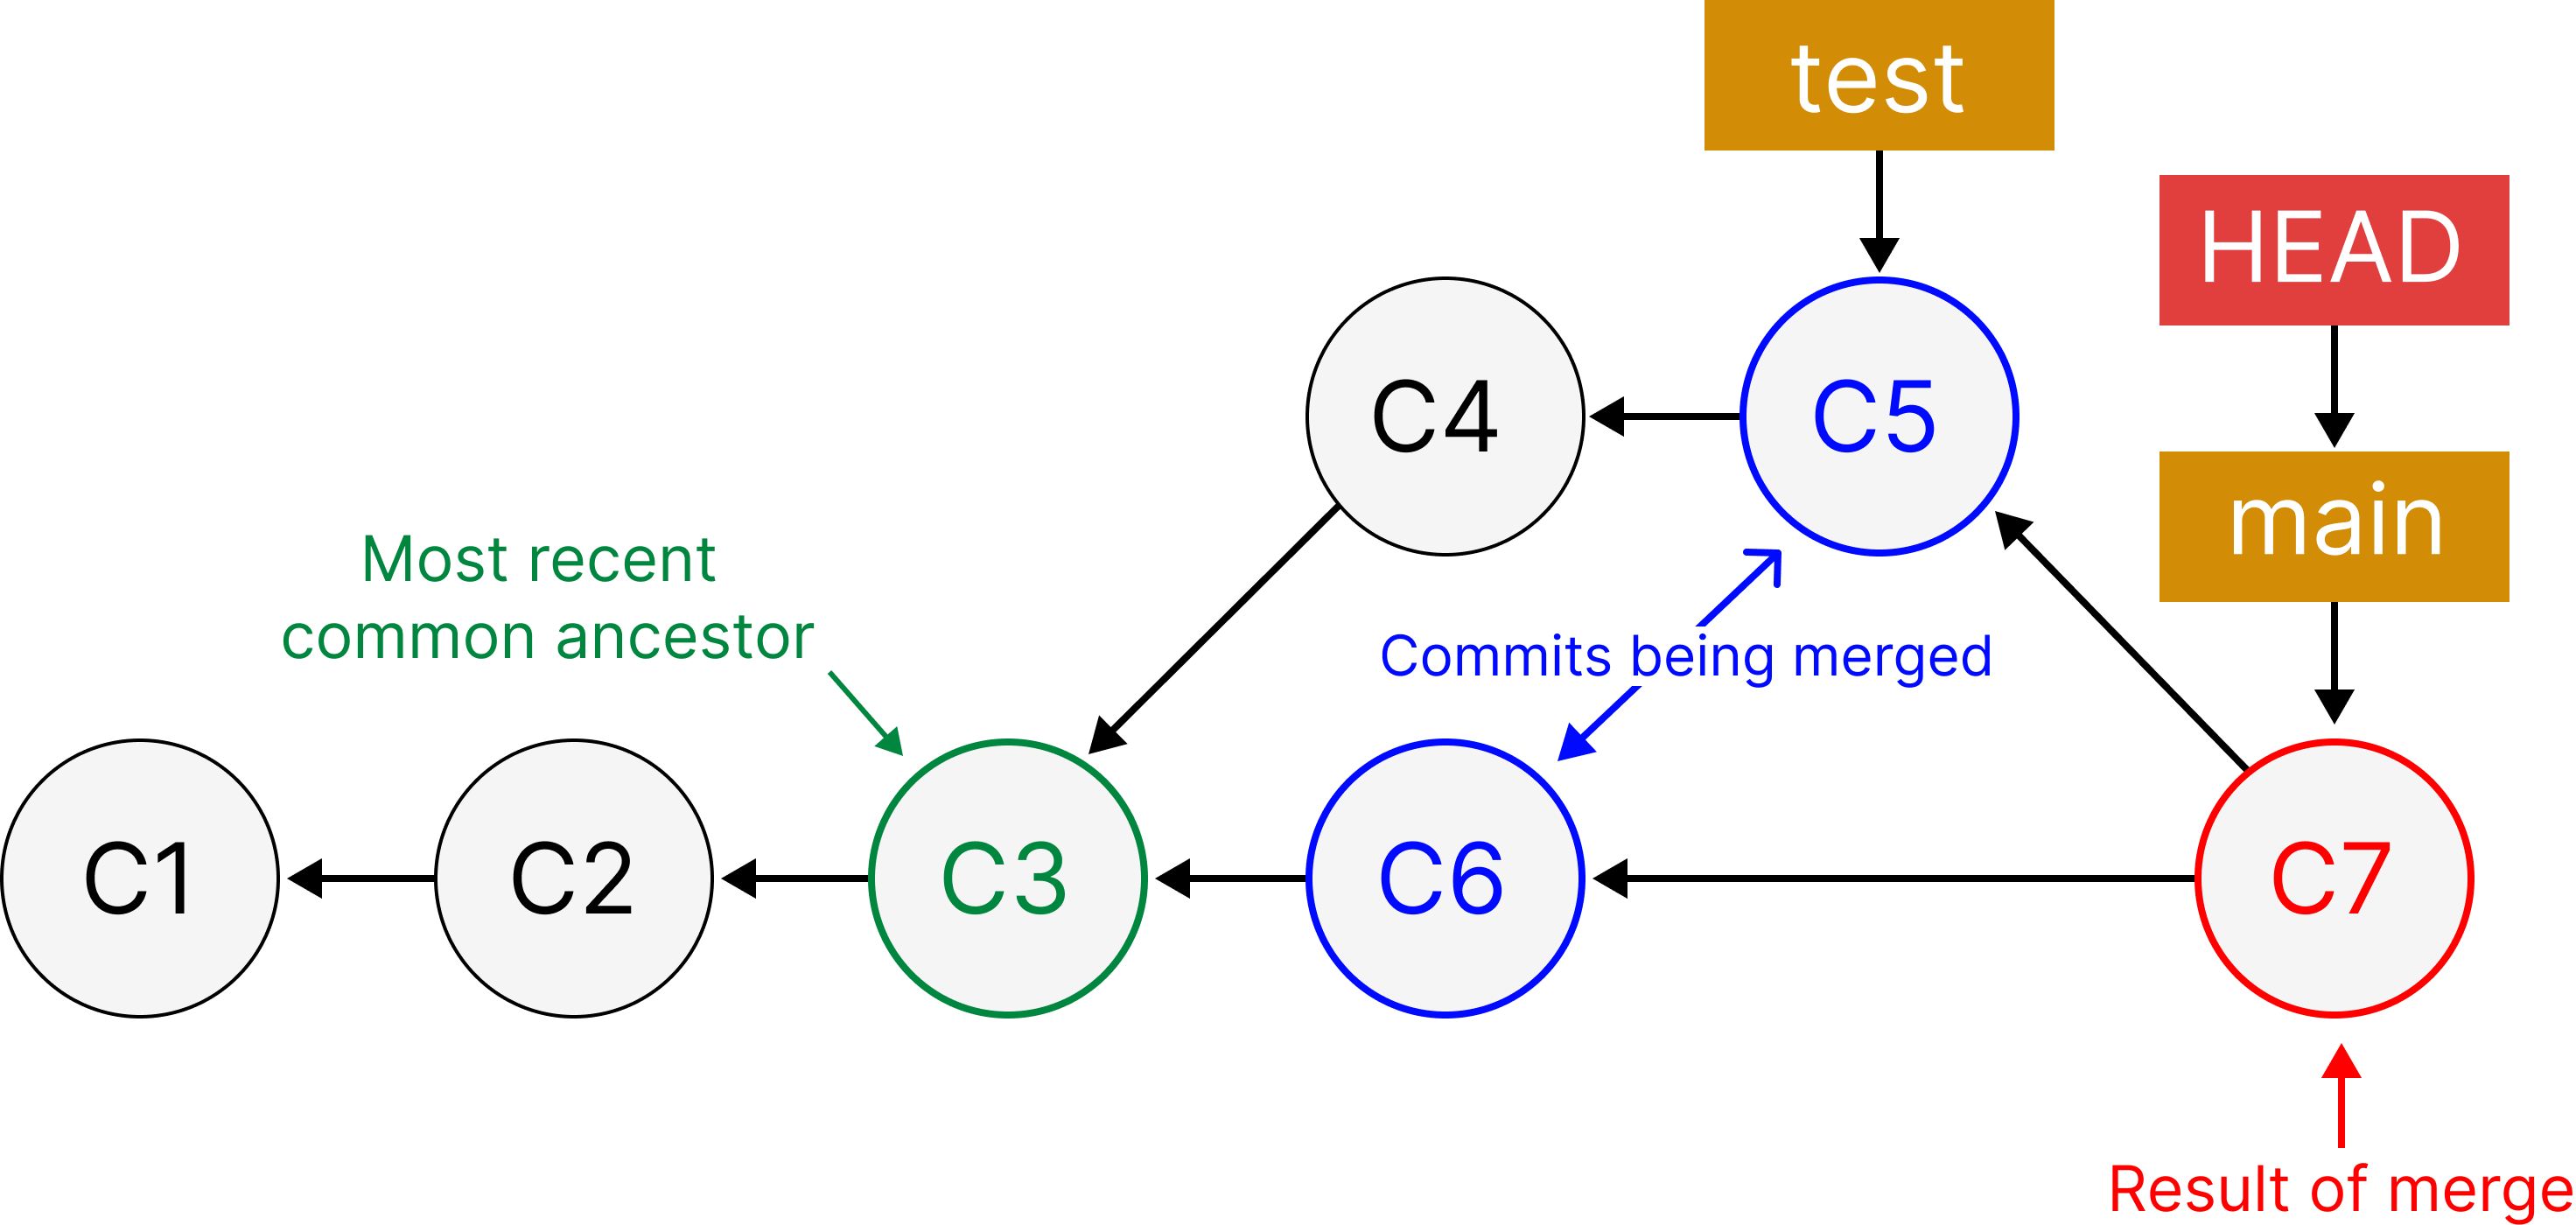 test
HEAD
C4
C5
main
Most recent
common ancestor
Commits being merged
C1
C2
C3
C6
C7
Result of merge